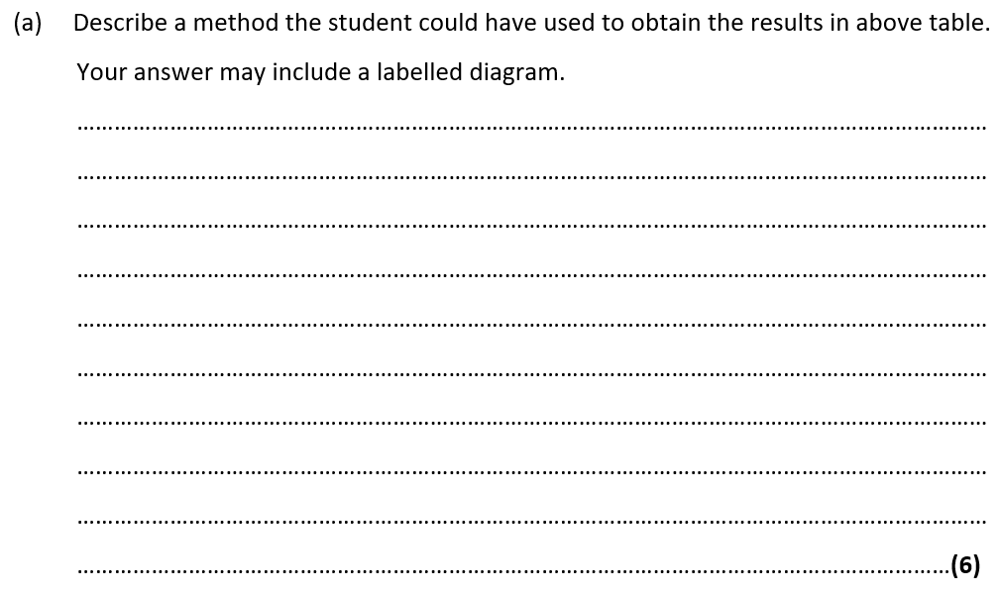 (a) Describe a method the student could have used to obtain the results in above table.
Your answer may include a labelled diagram.
(6)